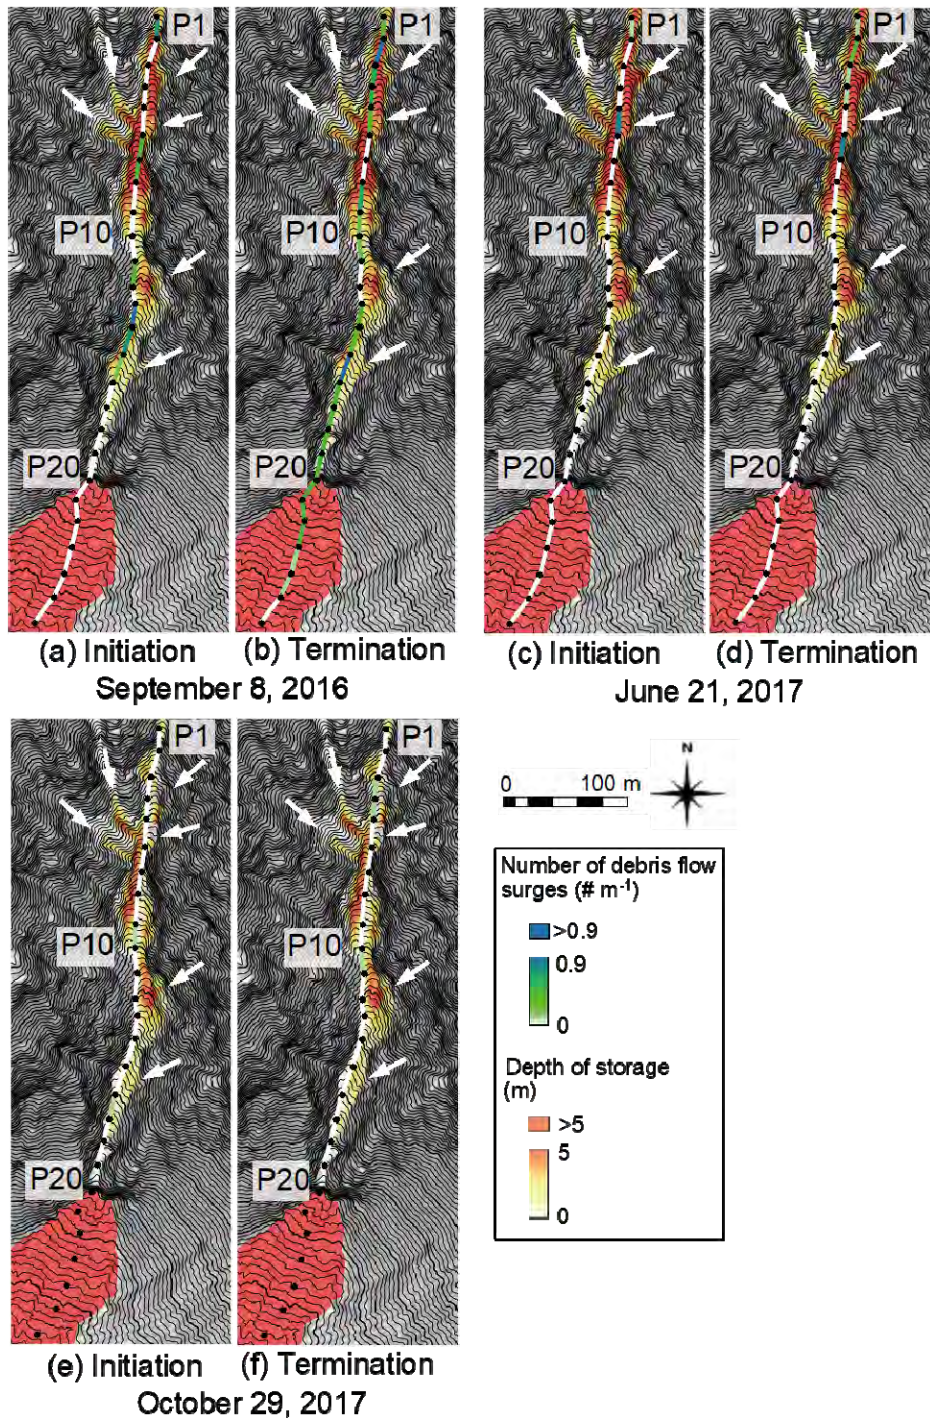 P1
P10
P20
P1
P10
P20
P1
P10
P20
P1
P10
P20
(a) Initiation
(b) Termination
September 8, 2016
(c) Initiation
(d) Termination
June 21, 2017
P1
P10
P20
P1
P10
P20
(e) Initiation
(f) Termination
October 29, 2017
0 100 m
N
Number of debris flow
surges (# m⁻¹)
>0.9
0.9
0
Depth of storage
(m)
>5
5
0